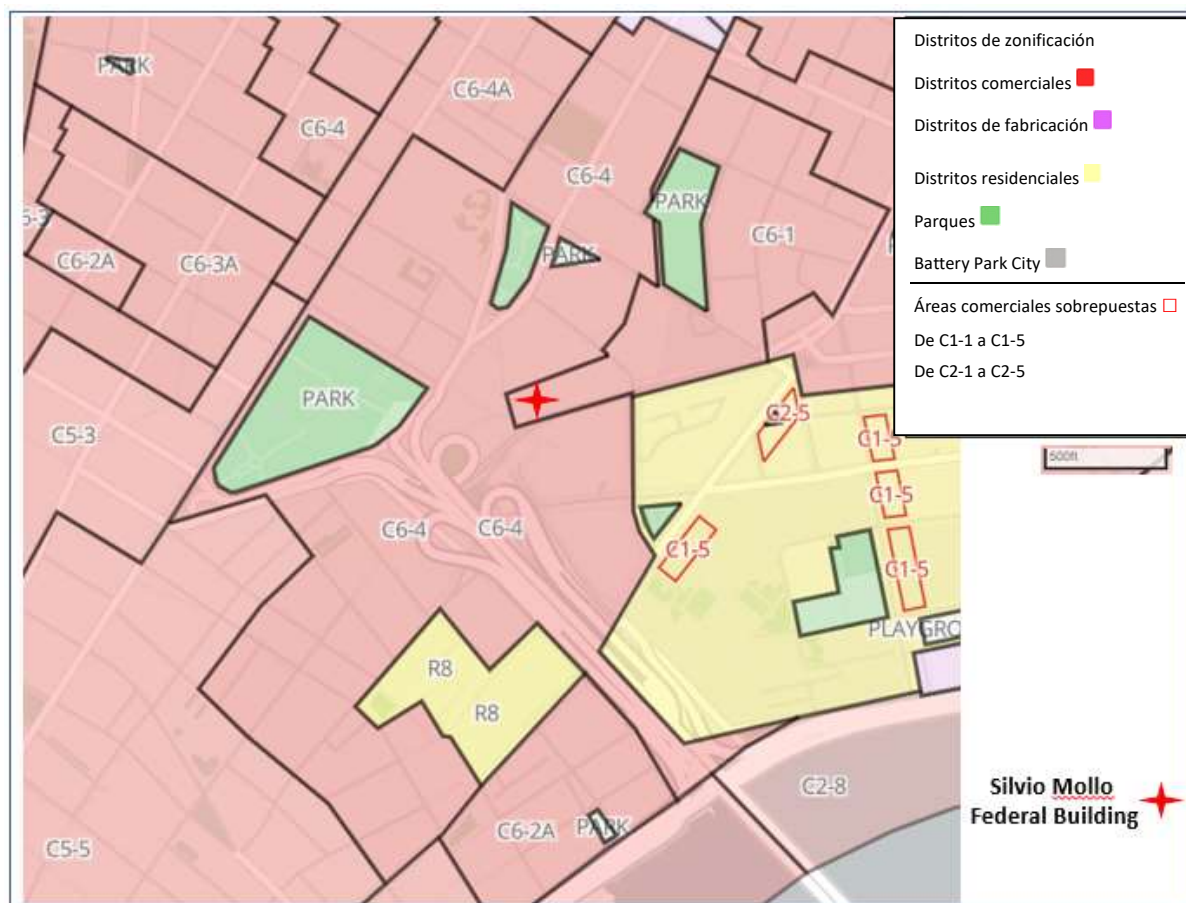 Distritos de zonificación
Distritos comerciales
Distritos de fabricación
Distritos residenciales
Parques
Battery Park City
Áreas comerciales sobrepuestas
De C1-1 a C1-5
De C2-1 a C2-5
PARK
C6-4A
C6-4
C6-4
PARK
C6-1
C6-2A
C6-3A
PARK
PARK
C2-5
C5-3
C1-5
500ft
C1-5
C6-4
C6-4
C1-5
C1-5
PLAYGRO
R8
R8
C2-8
C6-2A
PARK
C5-5
Silvio Mollo
Federal Building